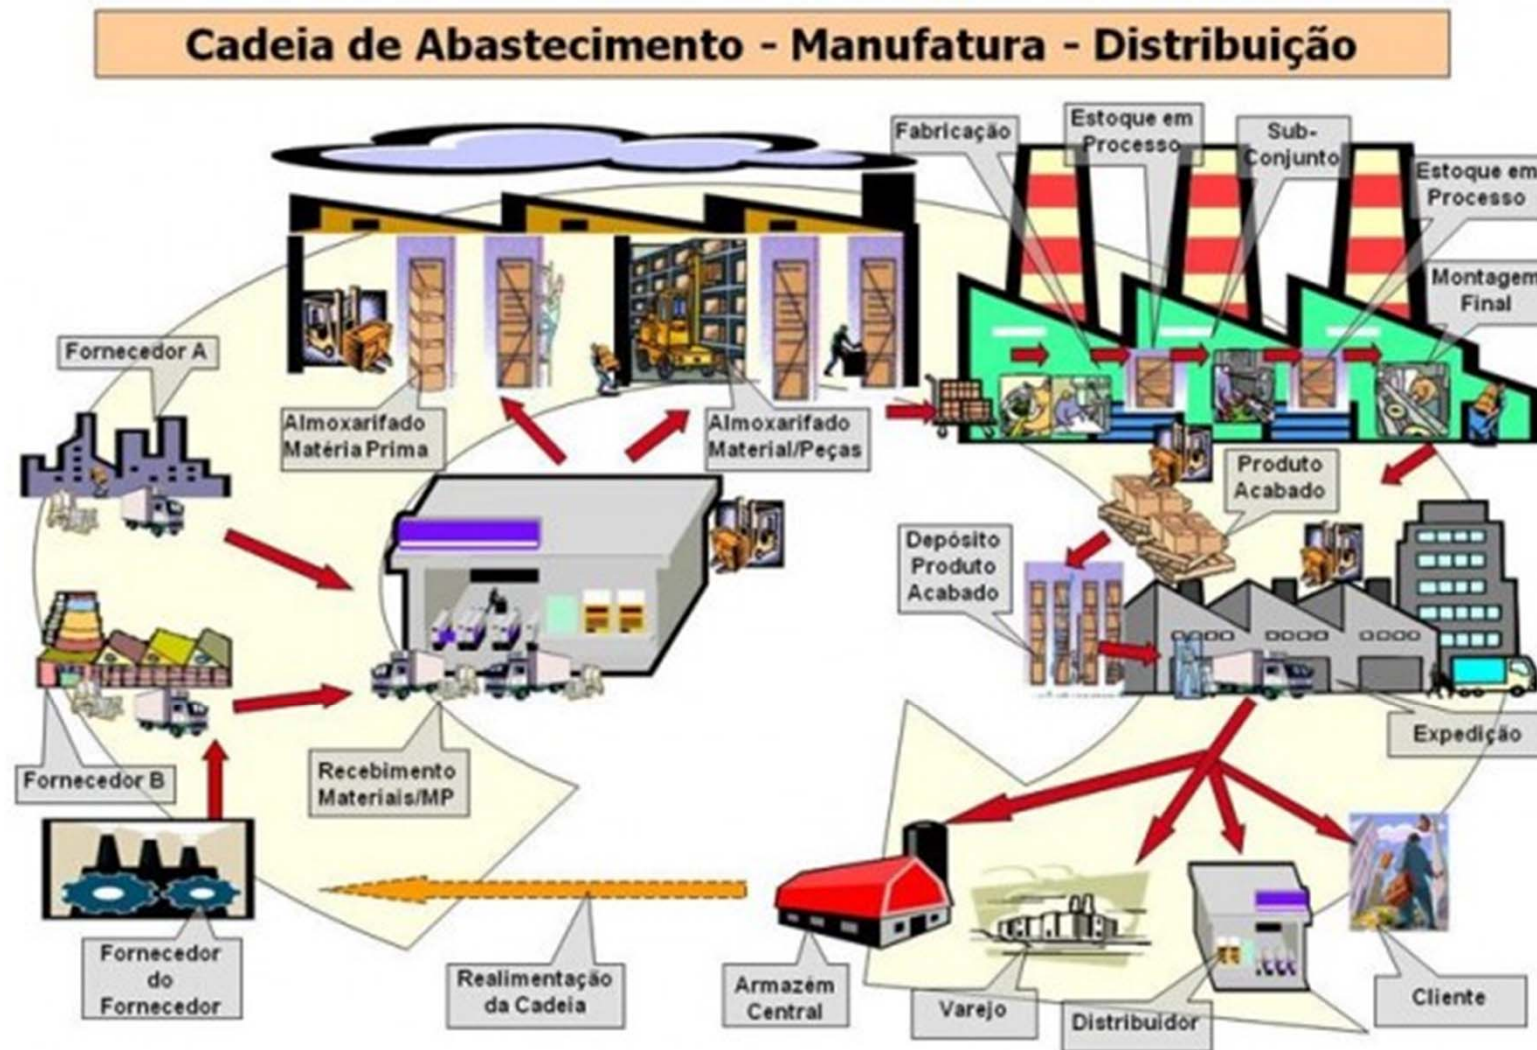 Cadeia de Abastecimento - Manufatura - Distribuição
Fabricação
Estoque em
Processo
Sub-
Conjunto
Estoque em
Processo
Montagem
Final
Fornecedor A
Almoxarifado
Matéria Prima
Almoxarifado
Material/Peças
Produto
Acabado
Depósito
Produto
Acabado
Expedição
Fornecedor B
Recebimento
Materiais/MP
Fornecedor
do
Fornecedor
Realimentação
da Cadeia
Armazém
Central
Varejo
Distribuidor
Cliente